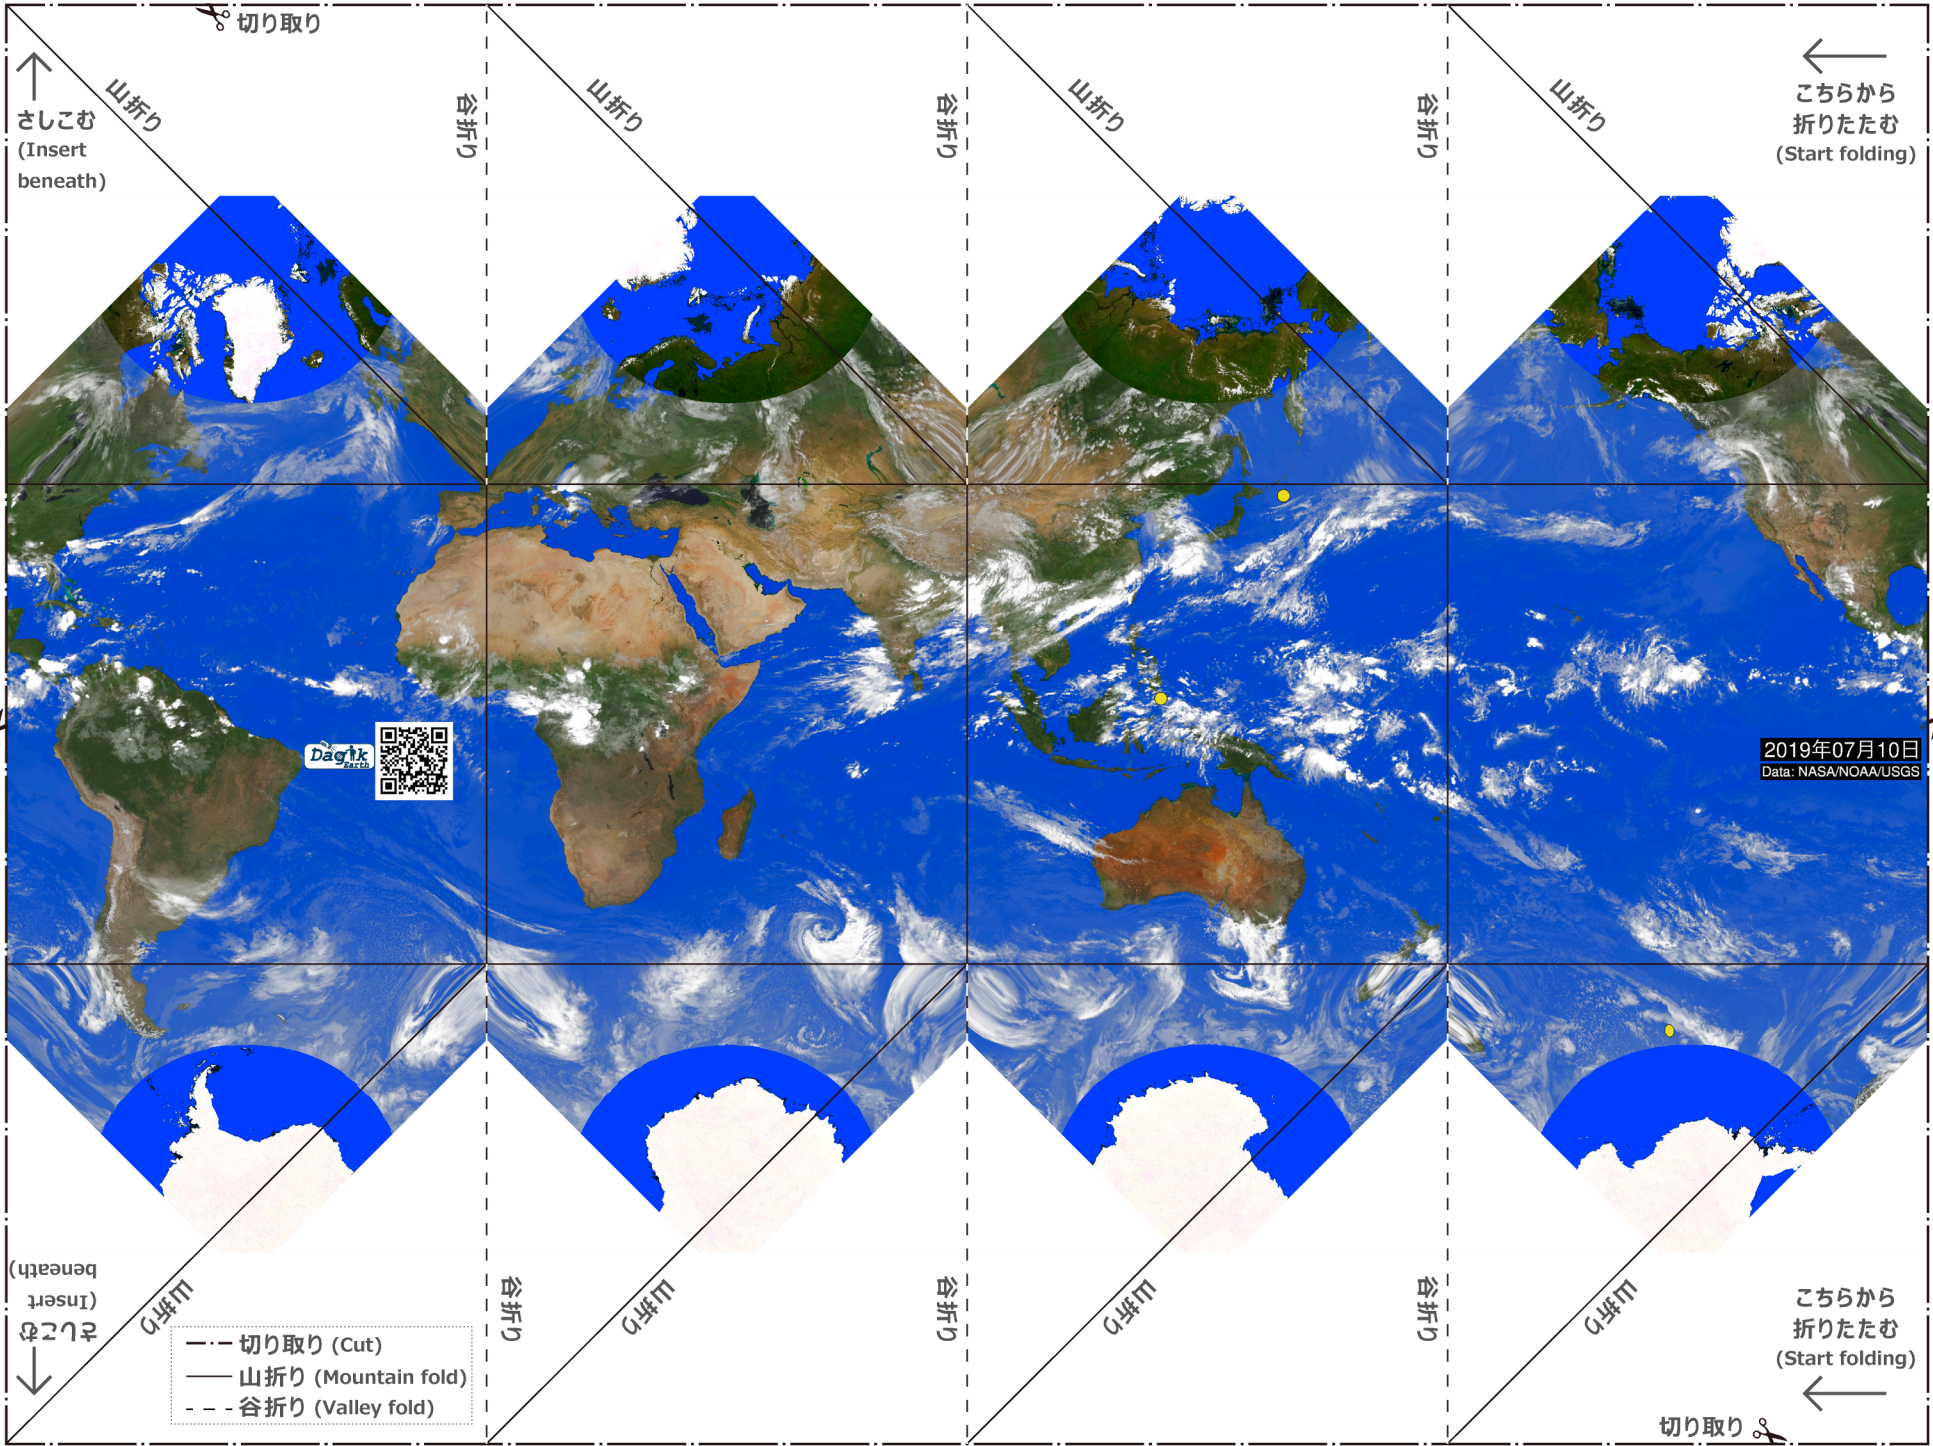 切り取り
山折り
谷折り
山折り
谷折り
山折り
谷折り
山折り
さしこむ
(Insert
beneath)
こちらから
折りたたむ
(Start folding)
Dagik
Earth
2019年07月10日
Data: NASA/NOAA/USGS
さしこむ
(Insert
beneath)
山折り
谷折り
山折り
谷折り
山折り
谷折り
山折り
こちらから
折りたたむ
(Start folding)
切り取り (Cut)
山折り (Mountain fold)
谷折り (Valley fold)
切り取り